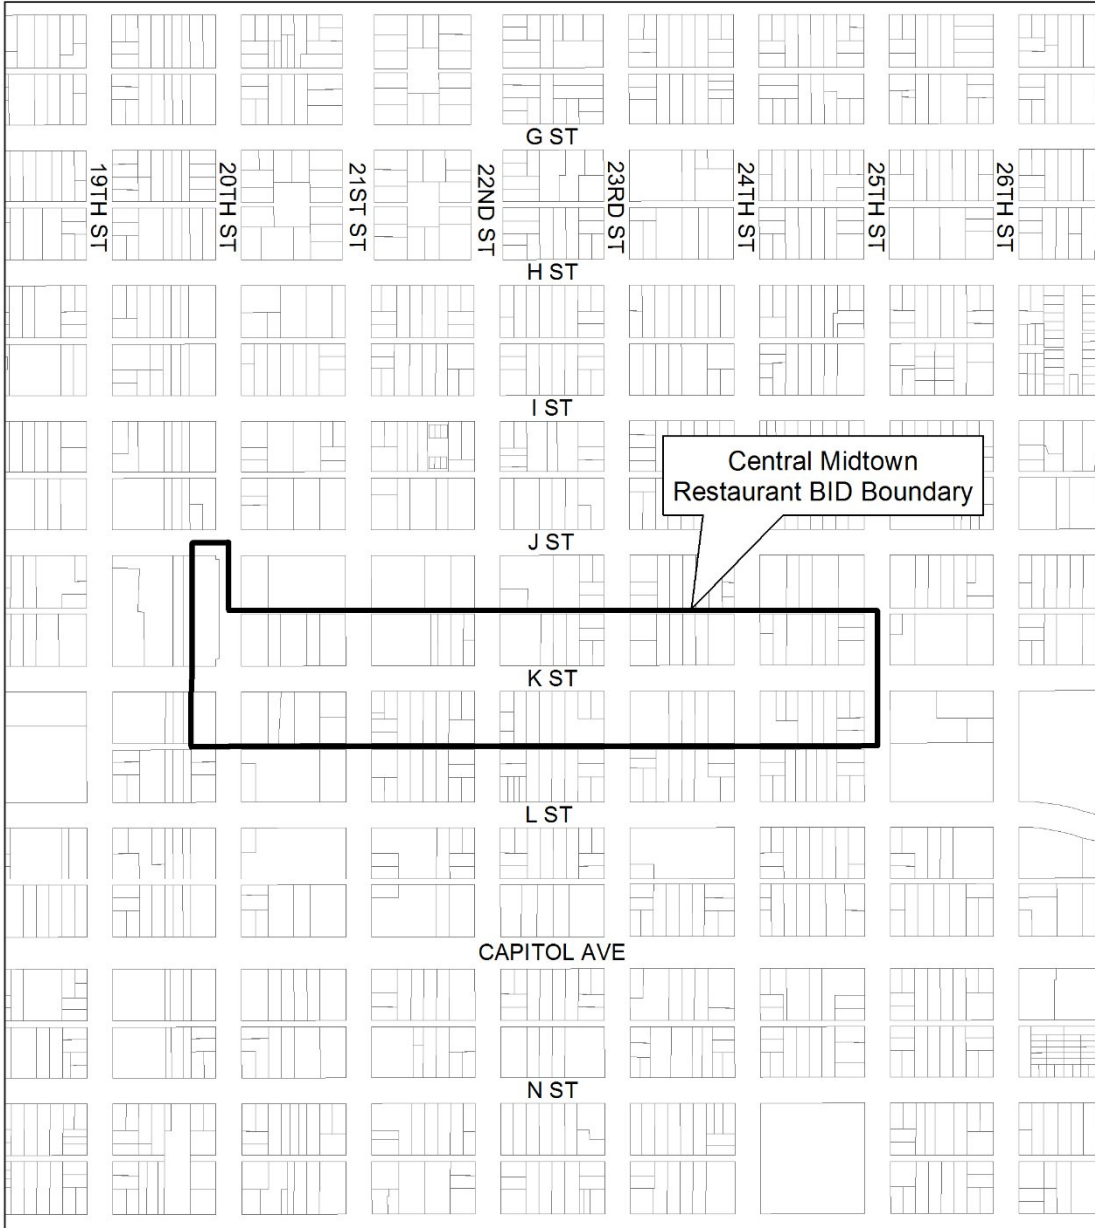 G ST
19TH ST
20TH ST
21ST ST
22ND ST
23RD ST
24TH ST
25TH ST
26TH ST
H ST
I ST
Central Midtown
Restaurant BID Boundary
J ST
K ST
L ST
CAPITOL AVE
N ST